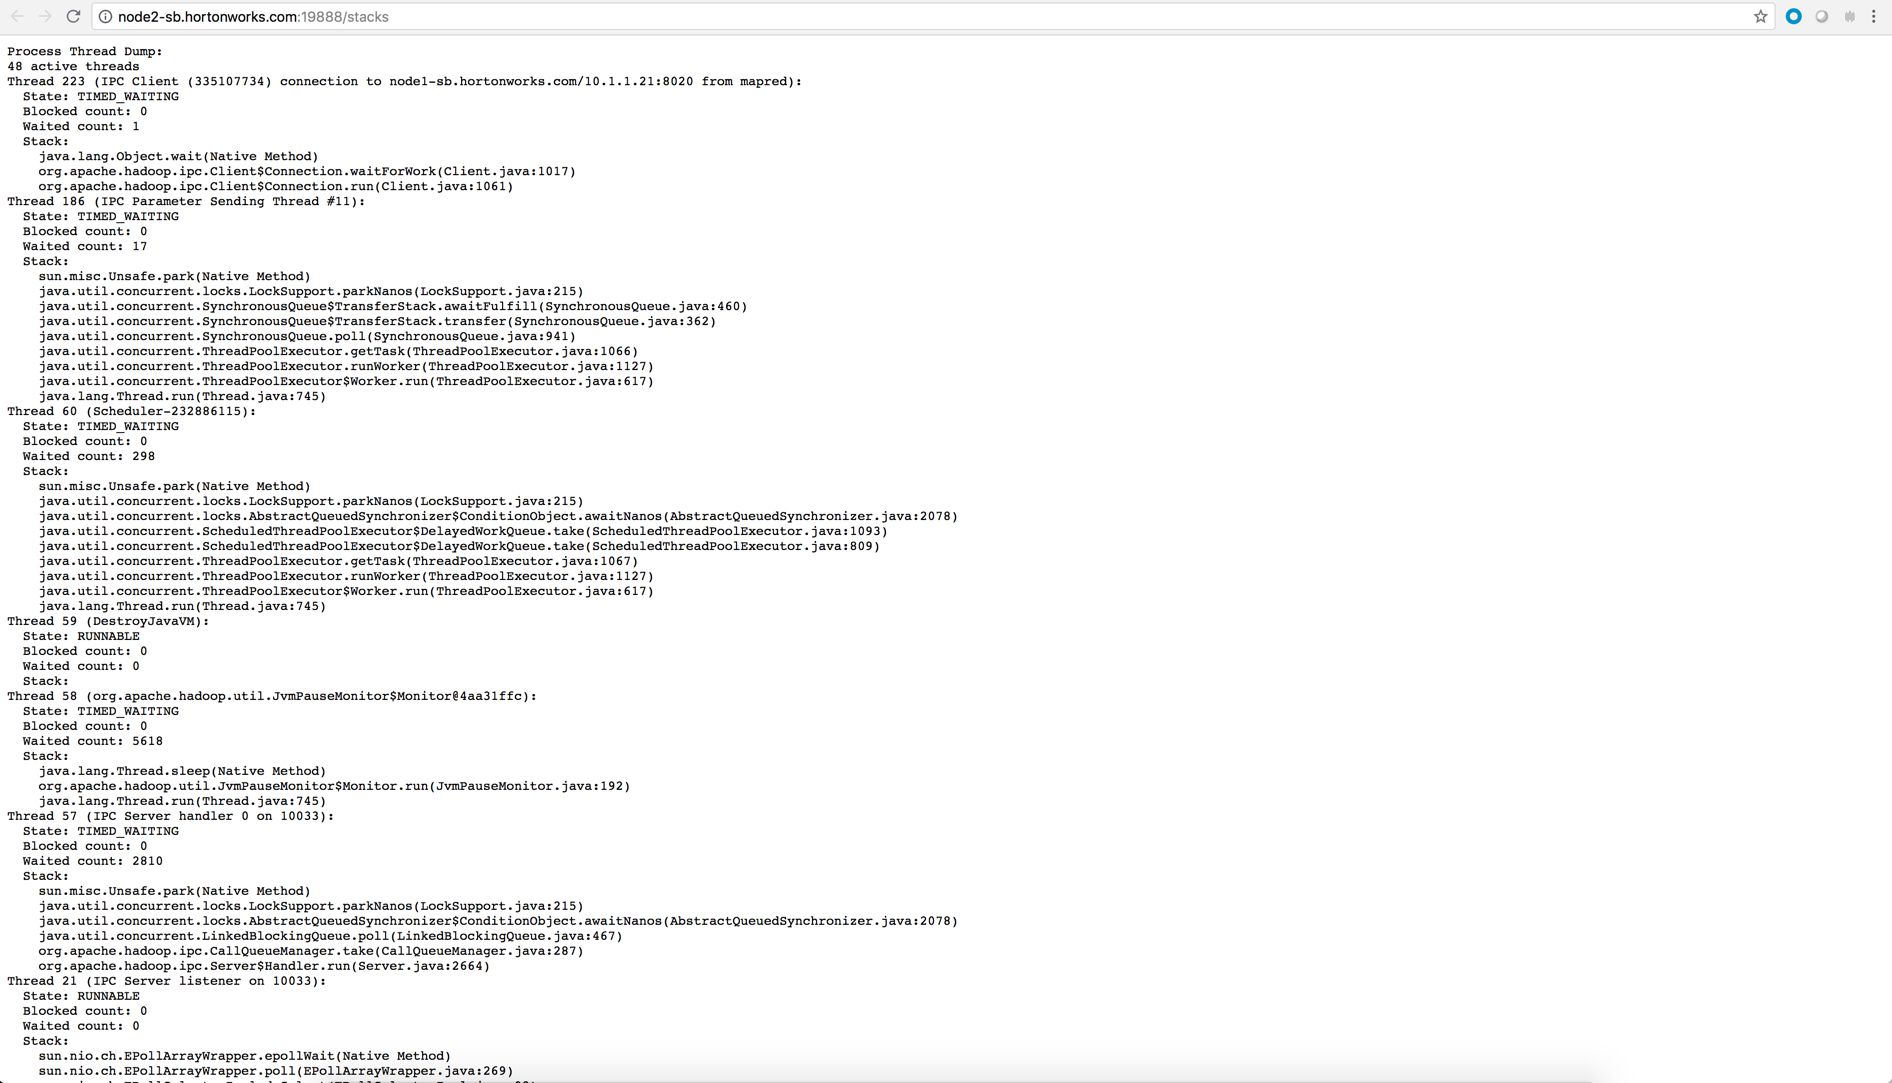 node2-sb.hortonworks.com:19888/stacks
Process Thread Dump:
48 active threads
Thread 223 (IPC Client (335107734) connection to node1-sb.hortonworks.com/10.1.1.21:8020 from mapred):
  State: TIMED_WAITING
  Blocked count: 0
  Waited count: 1
  Stack:
    java.lang.Object.wait(Native Method)
    org.apache.hadoop.ipc.Client$Connection.waitForWork(Client.java:1017)
    org.apache.hadoop.ipc.Client$Connection.run(Client.java:1061)
Thread 186 (IPC Parameter Sending Thread #11):
  State: TIMED_WAITING
  Blocked count: 0
  Waited count: 17
  Stack:
    sun.misc.Unsafe.park(Native Method)
    java.util.concurrent.locks.LockSupport.parkNanos(LockSupport.java:215)
    java.util.concurrent.SynchronousQueue$TransferStack.awaitFulfill(SynchronousQueue.java:460)
    java.util.concurrent.SynchronousQueue$TransferStack.transfer(SynchronousQueue.java:362)
    java.util.concurrent.SynchronousQueue.poll(SynchronousQueue.java:941)
    java.util.concurrent.ThreadPoolExecutor.getTask(ThreadPoolExecutor.java:1066)
    java.util.concurrent.ThreadPoolExecutor.runWorker(ThreadPoolExecutor.java:1127)
    java.util.concurrent.ThreadPoolExecutor$Worker.run(ThreadPoolExecutor.java:617)
    java.lang.Thread.run(Thread.java:745)
Thread 60 (Scheduler-232886115):
  State: TIMED_WAITING
  Blocked count: 0
  Waited count: 298
  Stack:
    sun.misc.Unsafe.park(Native Method)
    java.util.concurrent.locks.LockSupport.parkNanos(LockSupport.java:215)
    java.util.concurrent.locks.AbstractQueuedSynchronizer$ConditionObject.awaitNanos(AbstractQueuedSynchronizer.java:2078)
    java.util.concurrent.ScheduledThreadPoolExecutor$DelayedWorkQueue.take(ScheduledThreadPoolExecutor.java:1093)
    java.util.concurrent.ScheduledThreadPoolExecutor$DelayedWorkQueue.take(ScheduledThreadPoolExecutor.java:809)
    java.util.concurrent.ThreadPoolExecutor.getTask(ThreadPoolExecutor.java:1067)
    java.util.concurrent.ThreadPoolExecutor.runWorker(ThreadPoolExecutor.java:1127)
    java.util.concurrent.ThreadPoolExecutor$Worker.run(ThreadPoolExecutor.java:617)
    java.lang.Thread.run(Thread.java:745)
Thread 59 (DestroyJavaVM):
  State: RUNNABLE
  Blocked count: 0
  Waited count: 0
  Stack:
Thread 58 (org.apache.hadoop.util.JvmPauseMonitor$Monitor@4aa31ffc):
  State: TIMED_WAITING
  Blocked count: 0
  Waited count: 5618
  Stack:
    java.lang.Thread.sleep(Native Method)
    org.apache.hadoop.util.JvmPauseMonitor$Monitor.run(JvmPauseMonitor.java:192)
    java.lang.Thread.run(Thread.java:745)
Thread 57 (IPC Server handler 0 on 10033):
  State: TIMED_WAITING
  Blocked count: 0
  Waited count: 2810
  Stack:
    sun.misc.Unsafe.park(Native Method)
    java.util.concurrent.locks.LockSupport.parkNanos(LockSupport.java:215)
    java.util.concurrent.locks.AbstractQueuedSynchronizer$ConditionObject.awaitNanos(AbstractQueuedSynchronizer.java:2078)
    java.util.concurrent.LinkedBlockingQueue.poll(LinkedBlockingQueue.java:467)
    org.apache.hadoop.ipc.CallQueueManager.take(CallQueueManager.java:287)
    org.apache.hadoop.ipc.Server$Handler.run(Server.java:2664)
Thread 21 (IPC Server listener on 10033):
  State: RUNNABLE
  Blocked count: 0
  Waited count: 0
  Stack:
    sun.nio.ch.EPollArrayWrapper.epollWait(Native Method)
    sun.nio.ch.EPollArrayWrapper.poll(EPollArrayWrapper.java:269)